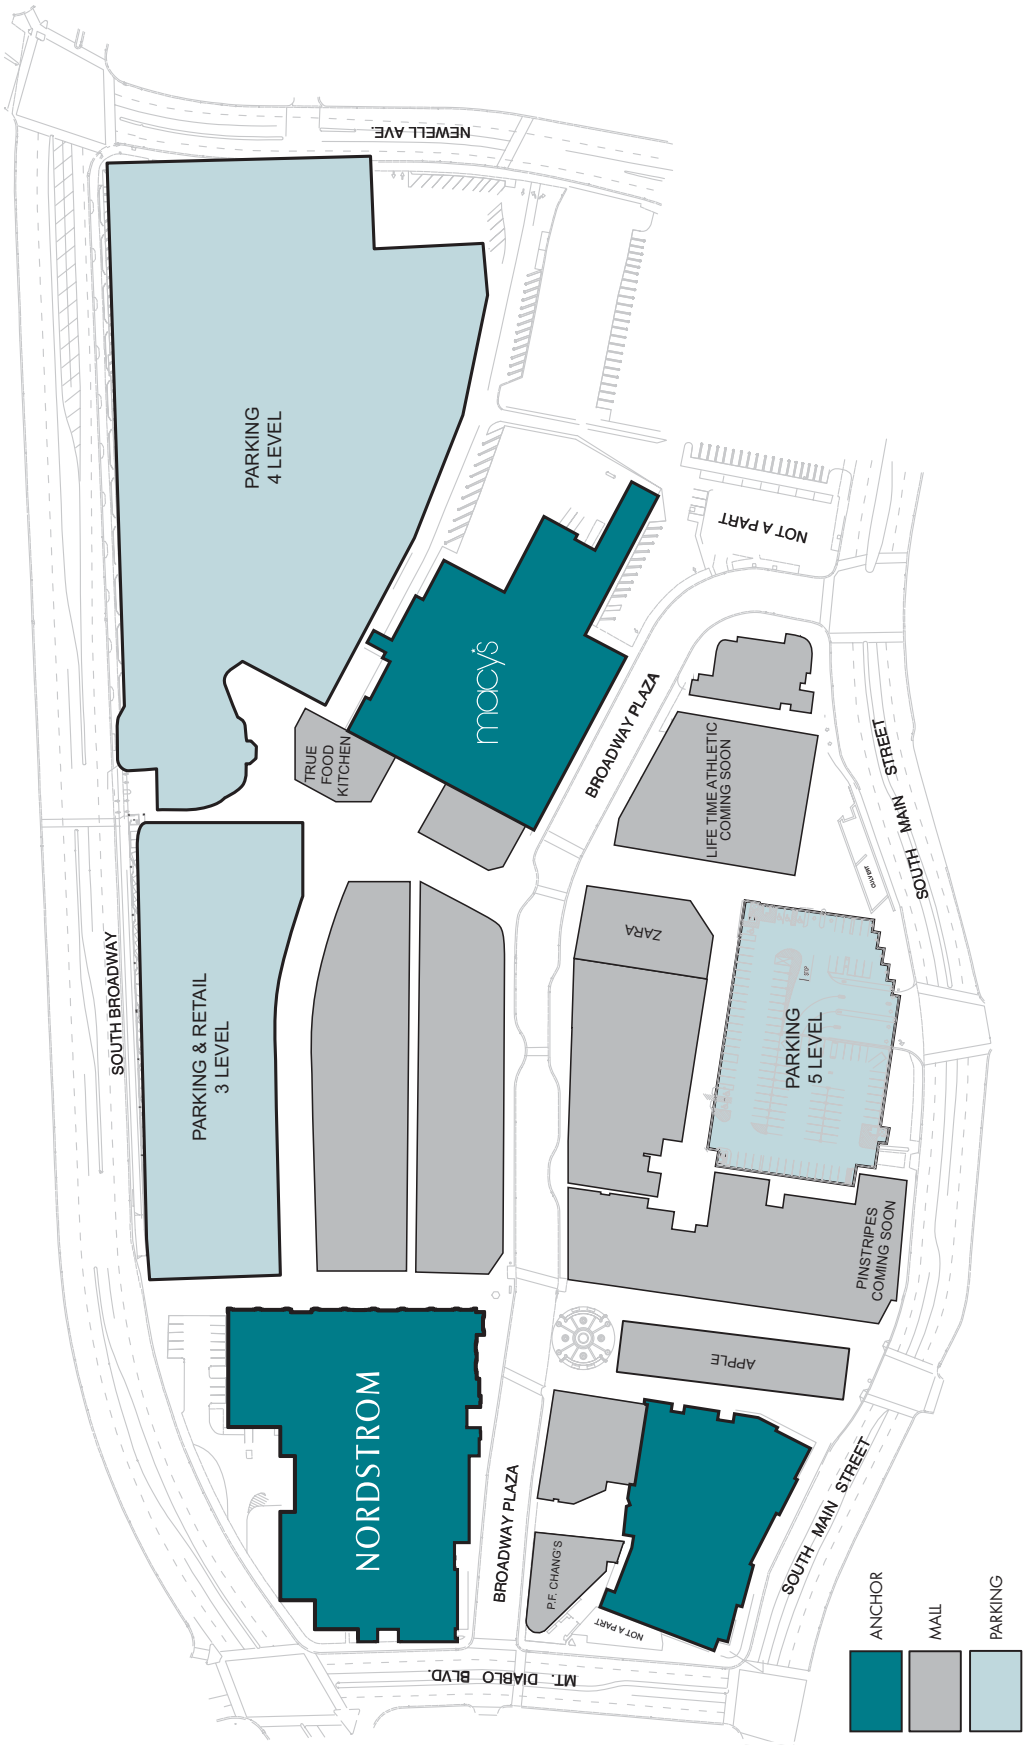 NEWELL AVE.
PARKING
4 LEVEL
NOT A PART
macy's
BROADWAY PLAZA
TRUE
FOOD
KITCHEN
LIFE TIME ATHLETIC
COMING SOON
SOUTH MAIN STREET
CULVERT
ZARA
SOUTH BROADWAY
PARKING & RETAIL
3 LEVEL
PARKING
5 LEVEL
PINSTRIPES
COMING SOON
APPLE
NORDSTROM
BROADWAY PLAZA
P.F. CHANG'S
NOT A PART
SOUTH MAIN STREET
MT. DIABLO BLVD.
ANCHOR
MALL
PARKING